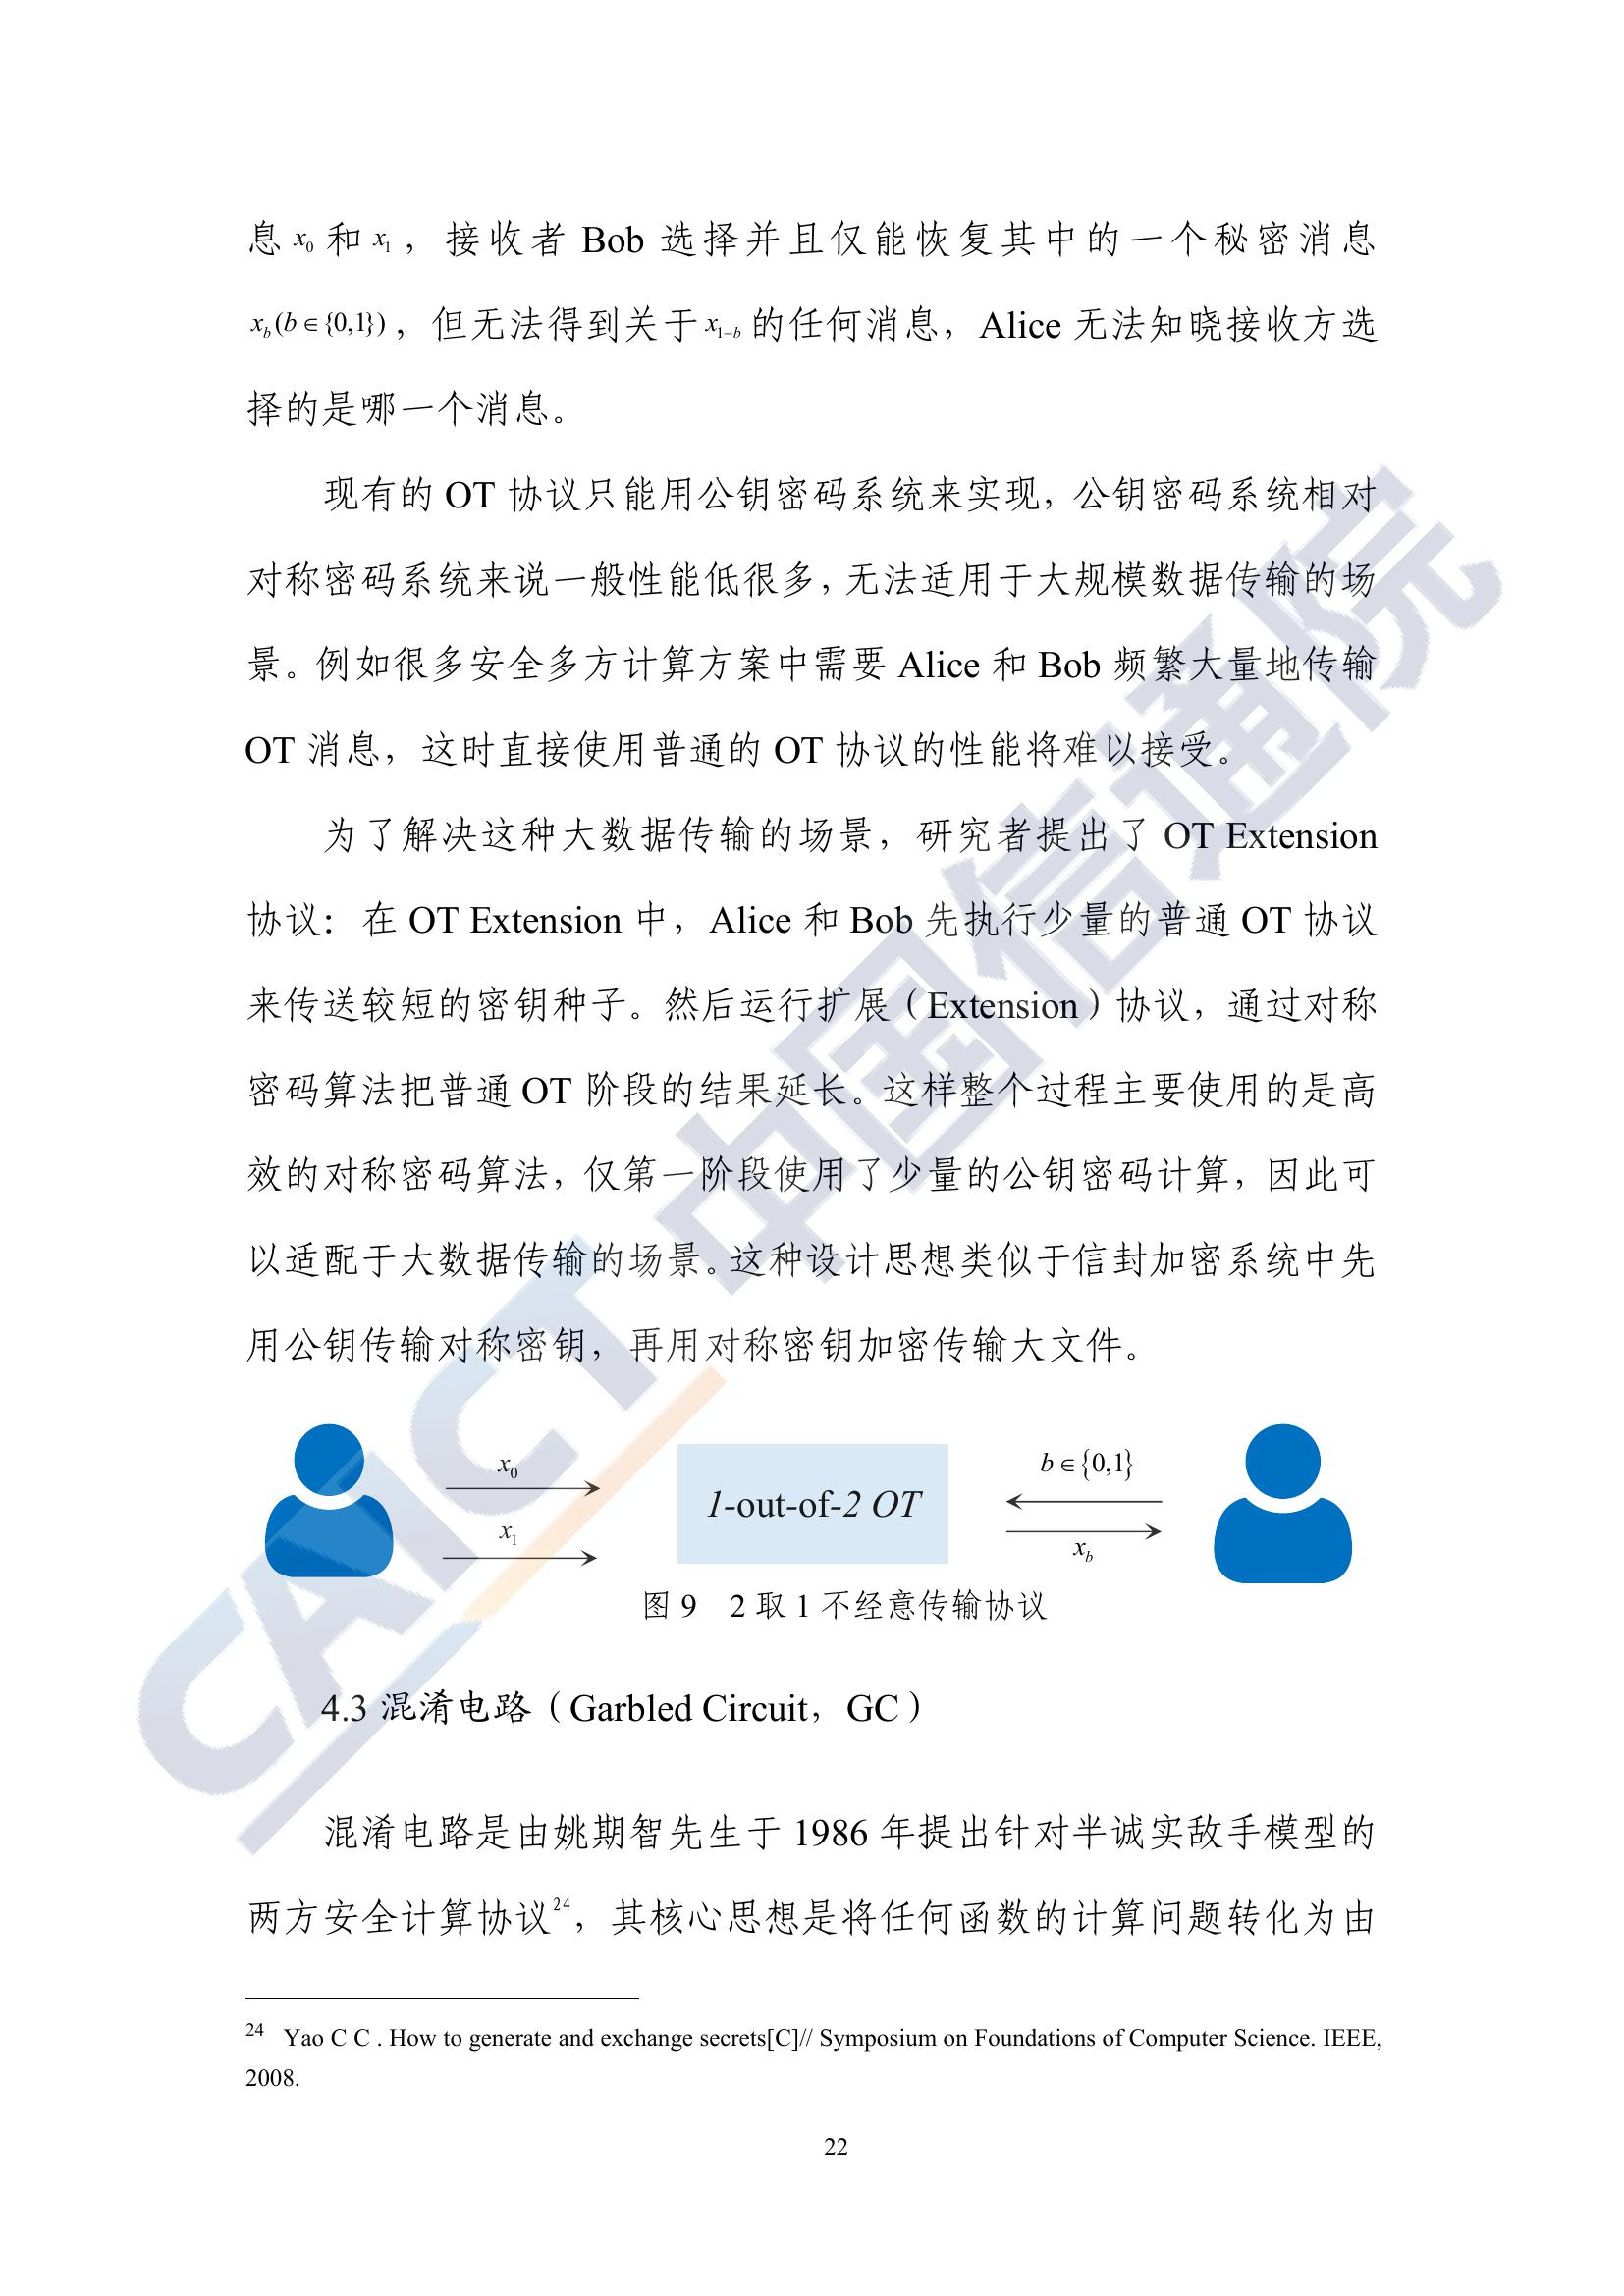 息 x₀ 和 x₁ ，接收者 Bob 选择并且仅能恢复其中的一个秘密消息
x_b(b∈{0,1})，但无法得到关于 x_{1-b} 的任何消息，Alice 无法知晓接收方选
择的是哪一个消息。
现有的 OT 协议只能用公钥密码系统来实现，公钥密码系统相对
对称密码系统来说一般性能低很多，无法适用于大规模数据传输的场
景。例如很多安全多方计算方案中需要 Alice 和 Bob 频繁大量地传输
OT 消息，这时直接使用普通的 OT 协议的性能将难以接受。
为了解决这种大数据传输的场景，研究者提出了 OT Extension
协议：在 OT Extension 中，Alice 和 Bob 先执行少量的普通 OT 协议
来传送较短的密钥种子。然后运行扩展（Extension）协议，通过对称
密码算法把普通 OT 阶段的结果延长。这样整个过程主要使用的是高
效的对称密码算法，仅第一阶段使用了少量的公钥密码计算，因此可
以适配于大数据传输的场景。这种设计思想类似于信封加密系统中先
用公钥传输对称密钥，再用对称密钥加密传输大文件。
x₀
x₁
1-out-of-2 OT
b∈{0,1}
x_b
图 9 2 取 1 不经意传输协议
4.3 混淆电路（Garbled Circuit，GC）
混淆电路是由姚期智先生于 1986 年提出针对半诚实敌手模型的
两方安全计算协议²⁴，其核心思想是将任何函数的计算问题转化为由
²⁴ Yao C C . How to generate and exchange secrets[C]// Symposium on Foundations of Computer Science. IEEE,
2008.
22
CAICT 中国信通院